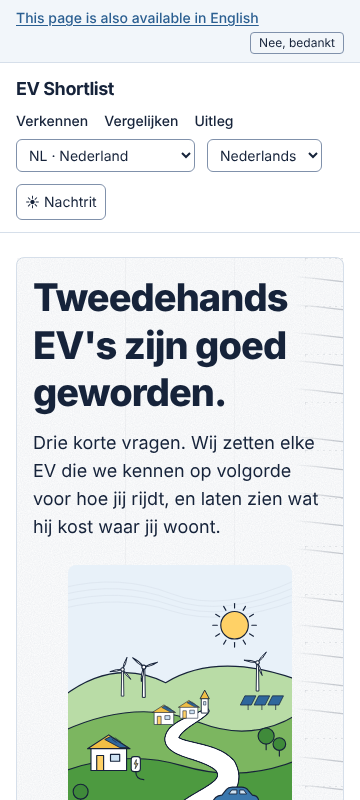 This page is also available in English
Nee, bedankt
EV Shortlist
Verkennen Vergelijken Uitleg
NL · Nederland Nederlands
☀ Nachtrit
Tweedehands
EV's zijn goed
geworden.
Drie korte vragen. Wij zetten elke
EV die we kennen op volgorde
voor hoe jij rijdt, en laten zien wat
hij kost waar jij woont.